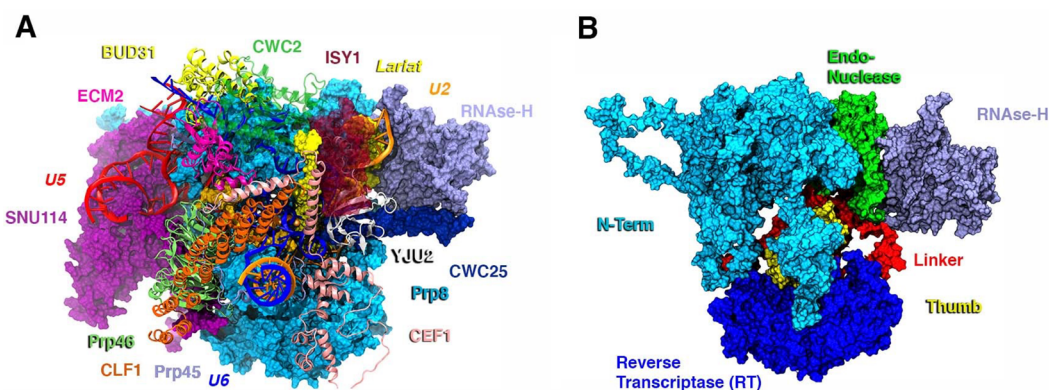 A
BUD31
CWC2
ISY1
Lariat
ECM2
U2
RNAse-H
U5
SNU114
YJU2
CWC25
Prp8
Prp46
CEF1
CLF1
Prp45
U6
B
Endo-
Nuclease
RNAse-H
N-Term
Linker
Thumb
Reverse
Transcriptase (RT)